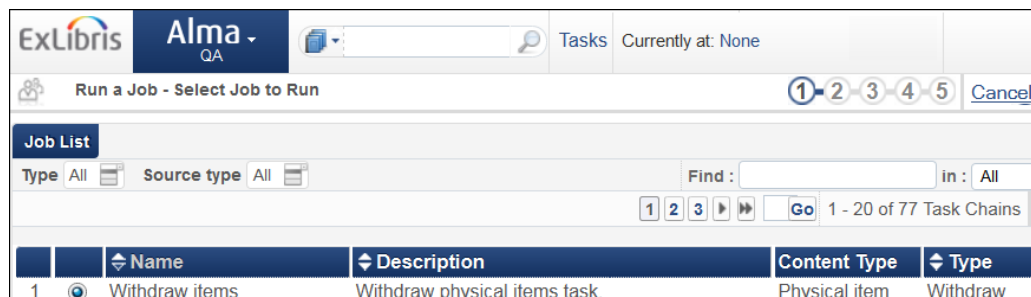 ExLibris Alma QA Tasks Currently at: None
Run a Job - Select Job to Run 1 2 3 4 5 Cancel
Job List
Type All Source type All Find : in : All
1 2 3 Go 1 - 20 of 77 Task Chains
Name Description Content Type Type
1 Withdraw items Withdraw physical items task. Physical item Withdraw